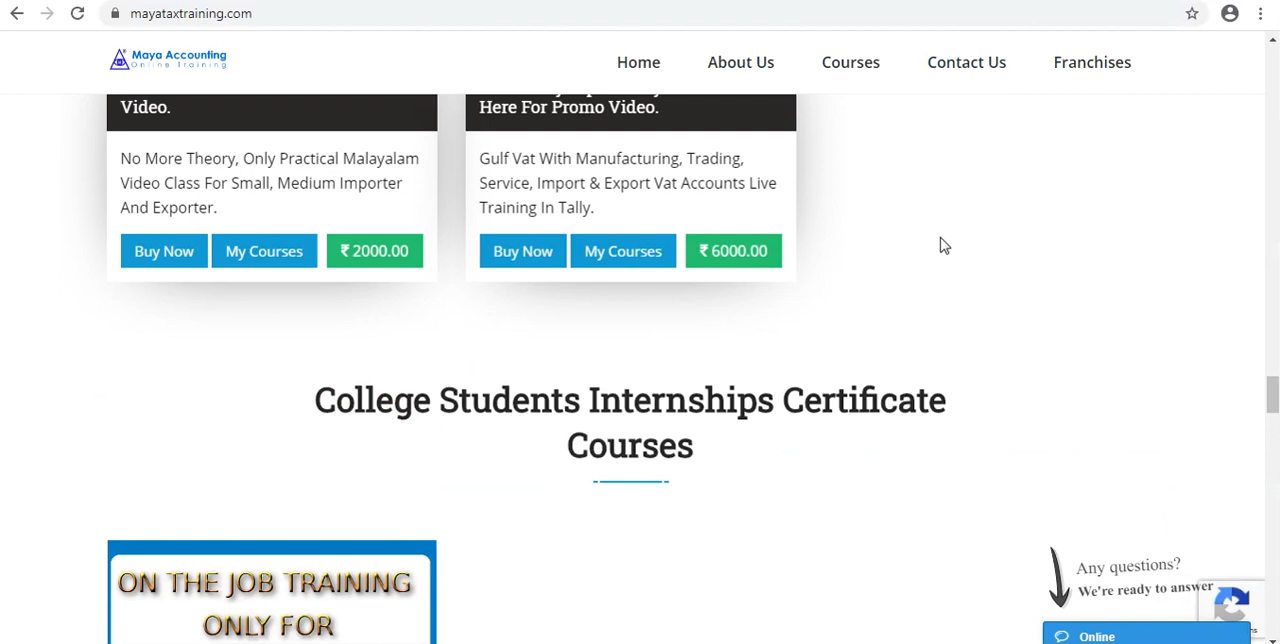 mayataxtraining.com
Maya Accounting
Online Training
Home
About Us
Courses
Contact Us
Franchises
Video.
Here For Promo Video.
No More Theory, Only Practical Malayalam
Video Class For Small, Medium Importer
And Exporter.
Gulf Vat With Manufacturing, Trading,
Service, Import & Export Vat Accounts Live
Training In Tally.
Buy Now
My Courses
₹ 2000.00
Buy Now
My Courses
₹ 6000.00
College Students Internships Certificate
Courses
ON THE JOB TRAINING
ONLY FOR
Any questions?
We're ready to answer
Online